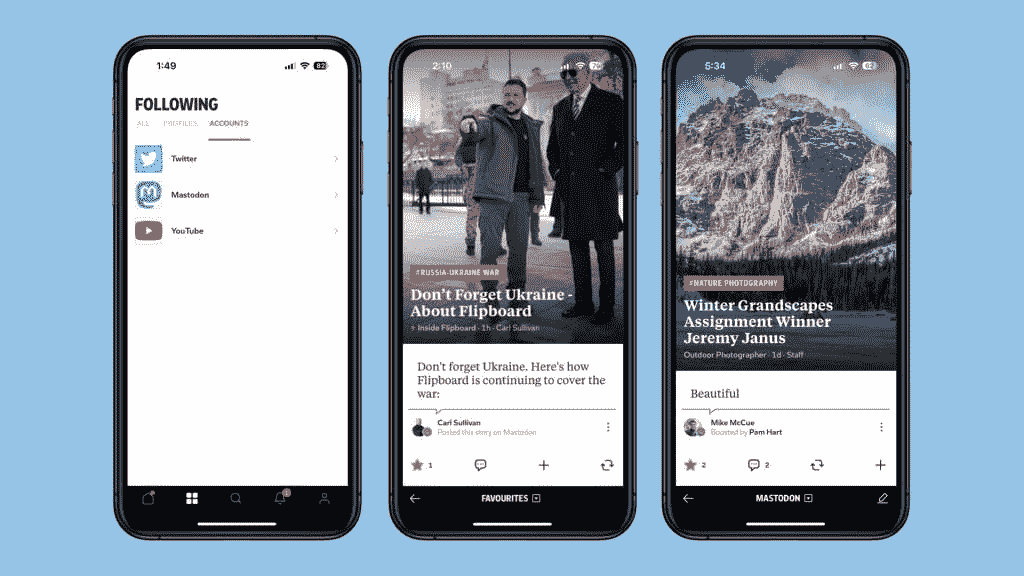 1:49
82
FOLLOWING
ALL PROFILES ACCOUNTS
Twitter
Mastodon
YouTube
1
2:10
#RUSSIA-UKRAINE WAR
Don't Forget Ukraine -
About Flipboard
Inside Flipboard · 1h · Carl Sullivan
Don't forget Ukraine. Here's how
Flipboard is continuing to cover the
war:
Carl Sullivan
Posted this story on Mastodon
1
FAVOURITES
5:34
#NATURE PHOTOGRAPHY
Winter Grandscapes
Assignment Winner
Jeremy Janus
Outdoor Photographer · 1d · Staff
Beautiful
Mike McCue
Boosted by Pam Hart
2 2
MASTODON